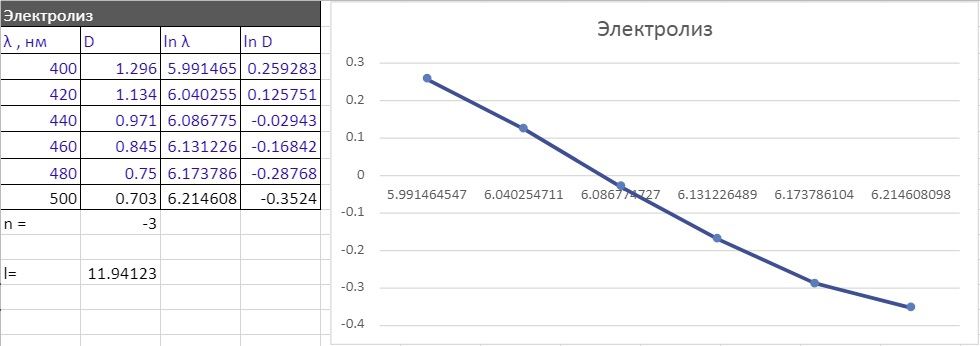 Электролиз
λ , нм D ln λ ln D
400 1.296 5.991465 0.259283
420 1.134 6.040255 0.125751
440 0.971 6.086775 -0.02943
460 0.845 6.131226 -0.16842
480 0.75 6.173786 -0.28768
500 0.703 6.214608 -0.3524
n = -3
l= 11.94123
Электролиз
0.3
0.2
0.1
0
5.991464547 6.040254711 6.086774727 6.131226489 6.173786104 6.214608098
-0.1
-0.2
-0.3
-0.4